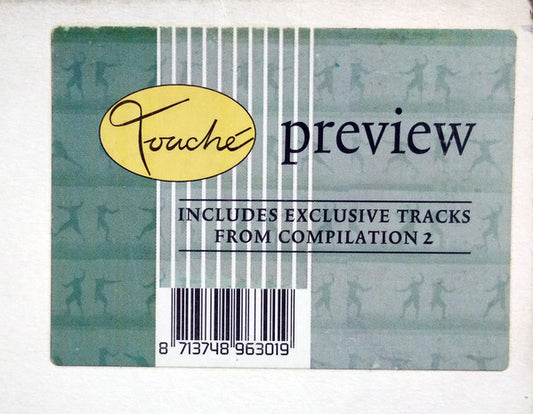 Touché
preview
INCLUDES EXCLUSIVE TRACKS
FROM COMPILATION 2
8 713748 963019